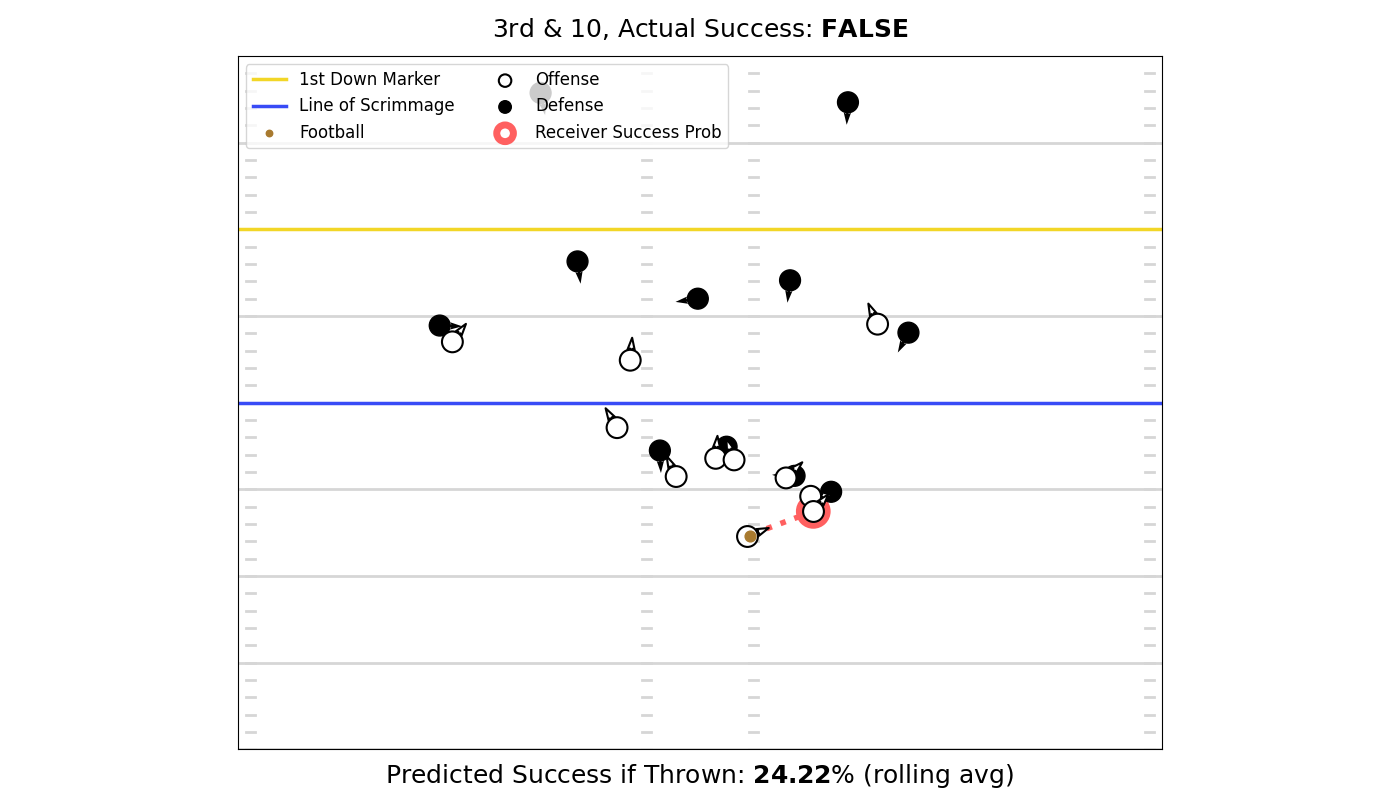 3rd & 10, Actual Success: FALSE
1st Down Marker
Line of Scrimmage
Football
Offense
Defense
Receiver Success Prob
Predicted Success if Thrown: 24.22% (rolling avg)